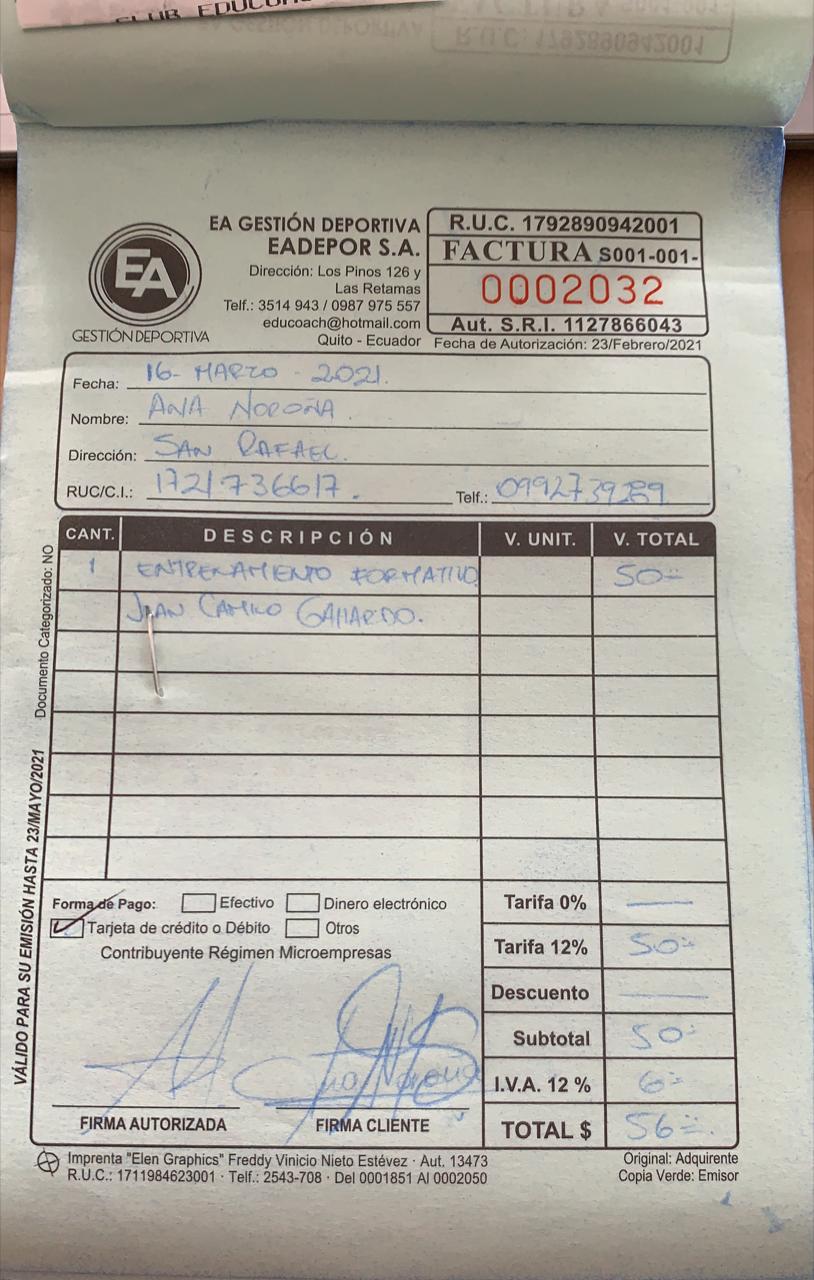 CLUB EDUCO
R.U.C: 1792890942001
EA
GESTIÓN DEPORTIVA
EA GESTIÓN DEPORTIVA
EADEPOR S.A.
Dirección: Los Pinos 126 y
Las Retamas
Telf.: 3514 943 / 0987 975 557
educoach@hotmail.com
Quito - Ecuador
R.U.C. 1792890942001
FACTURA S001-001-
0002032
Aut. S.R.I. 1127866043
Fecha de Autorización: 23/Febrero/2021
Fecha: 16- MARZO - 2021.
Nombre: ANA NOROÑA.
Dirección: SAN RAFAEL.
RUC/C.I.: 1721736617. Telf.: 0992739289
CANT. DESCRIPCIÓN V. UNIT. V. TOTAL
1 ENTRENAMIENTO FORMATIVO 50=
JUAN CAMILO GALLARDO.
Documento Categorizado: NO
VÁLIDO PARA SU EMISIÓN HASTA 23/MAYO/2021
Forma de Pago: Efectivo Dinero electrónico
Tarjeta de crédito o Débito Otros
Contribuyente Régimen Microempresas
Tarifa 0% —
Tarifa 12% 50=
Descuento —
Subtotal 50=
I.V.A. 12 % 6=
TOTAL $ 56=.
Ana Noroña
FIRMA AUTORIZADA FIRMA CLIENTE
Imprenta "Elen Graphics" Freddy Vinicio Nieto Estévez · Aut. 13473
R.U.C.: 1711984623001 · Telf.: 2543-708 · Del 0001851 Al 0002050
Original: Adquirente
Copia Verde: Emisor